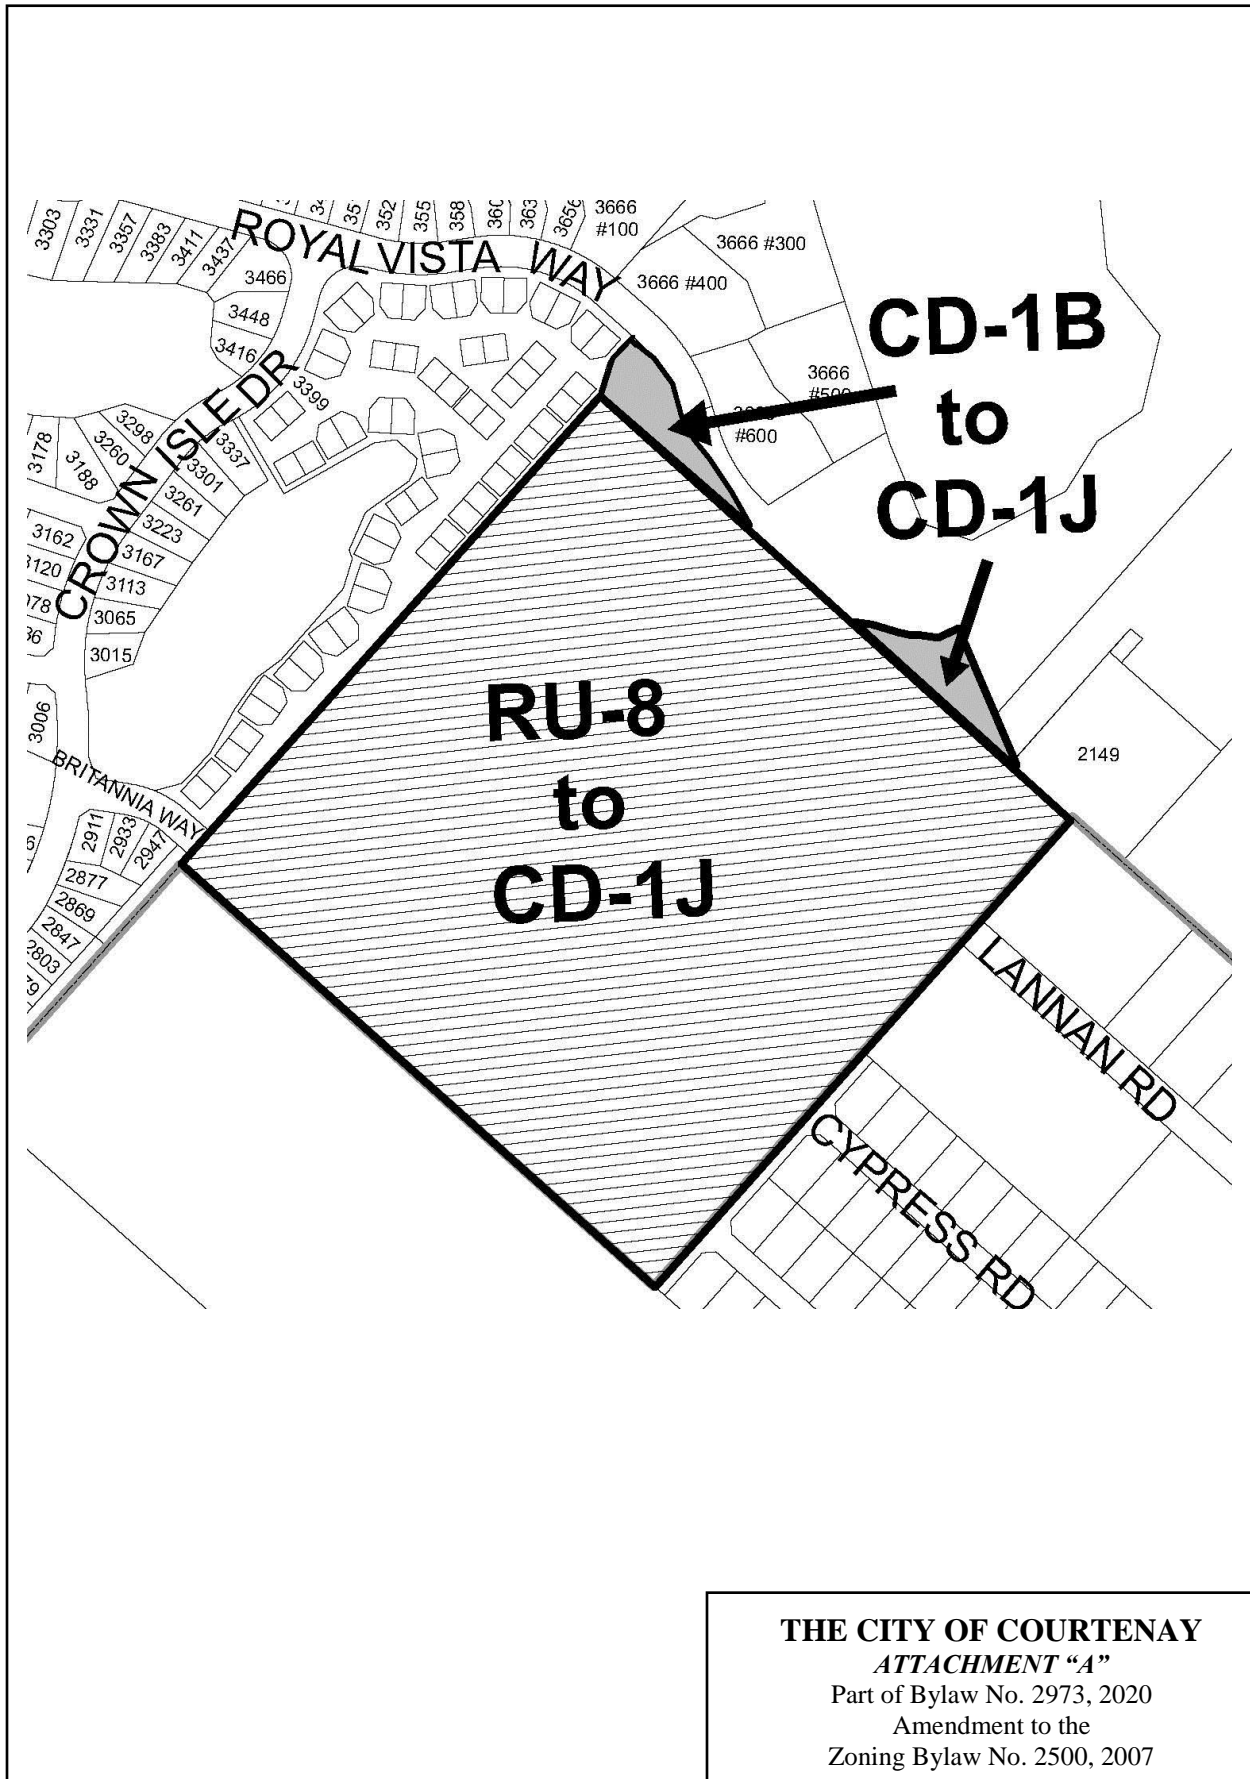 3303
3331
3357
3383
3411
3437
352
355
358
3656
3666
#100
ROYAL VISTA WAY
3466
3448
3416
3666 #300
3666 #400
3666
#500
#600
CD-1B
to
CD-1J
CROWN ISLE DR
3399
3337
3298
3260
3178
3188
3301
3261
3223
3162
3167
3120
3113
3065
3015
3006
BRITANNIA WAY
2911
2933
2947
2877
2869
2847
2803
RU-8
to
CD-1J
2149
LANNAN RD
CYPRESS RD
THE CITY OF COURTENAY
ATTACHMENT “A”
Part of Bylaw No. 2973, 2020
Amendment to the
Zoning Bylaw No. 2500, 2007